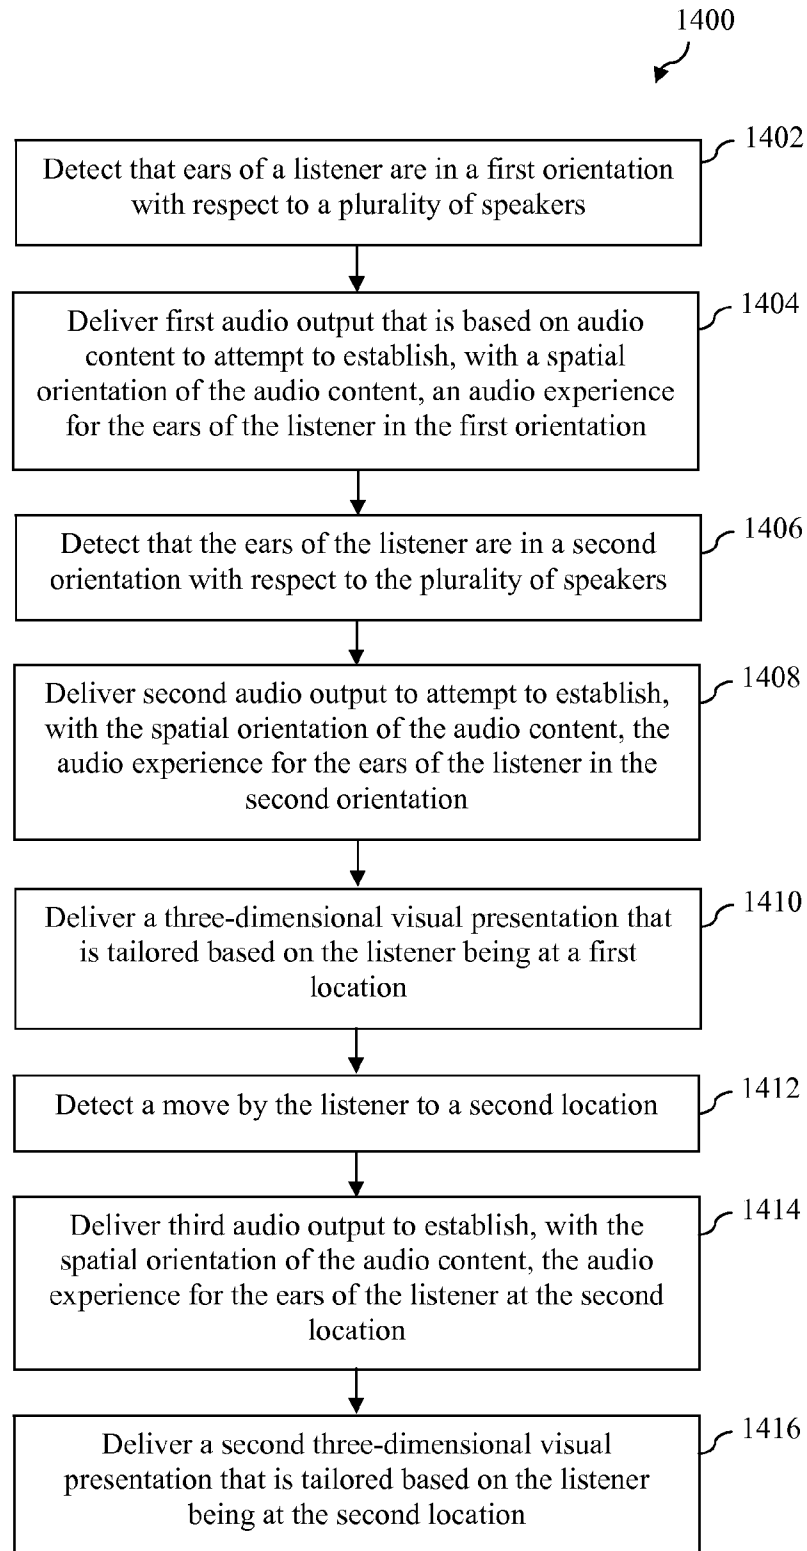 1400
1402
Detect that ears of a listener are in a first orientation
with respect to a plurality of speakers
1404
Deliver first audio output that is based on audio
content to attempt to establish, with a spatial
orientation of the audio content, an audio experience
for the ears of the listener in the first orientation
1406
Detect that the ears of the listener are in a second
orientation with respect to the plurality of speakers
1408
Deliver second audio output to attempt to establish,
with the spatial orientation of the audio content, the
audio experience for the ears of the listener in the
second orientation
1410
Deliver a three-dimensional visual presentation that
is tailored based on the listener being at a first
location
1412
Detect a move by the listener to a second location
1414
Deliver third audio output to establish, with the
spatial orientation of the audio content, the audio
experience for the ears of the listener at the second
location
1416
Deliver a second three-dimensional visual
presentation that is tailored based on the listener
being at the second location